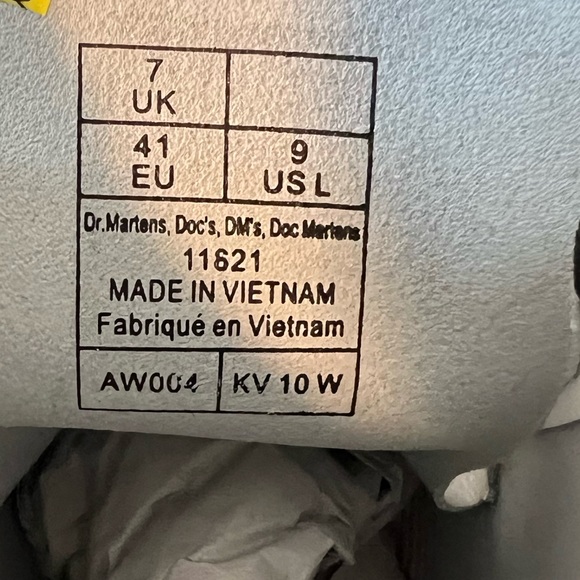 7
UK
41
EU
9
US L
Dr.Martens, Doc's, DM's, Doc Martens
11821
MADE IN VIETNAM
Fabriqué en Vietnam
AW004
KV 10 W